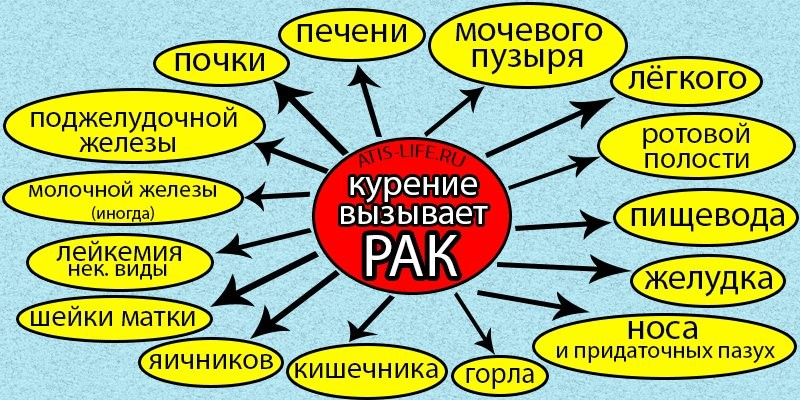 ATIS-LIFE.RU
курение
вызывает
РАК
почки
печени
мочевого
пузыря
лёгкого
ротовой
полости
пищевода
желудка
носа
и придаточных пазух
горла
кишечника
яичников
шейки матки
лейкемия
нек. виды
молочной железы
(иногда)
поджелудочной
железы